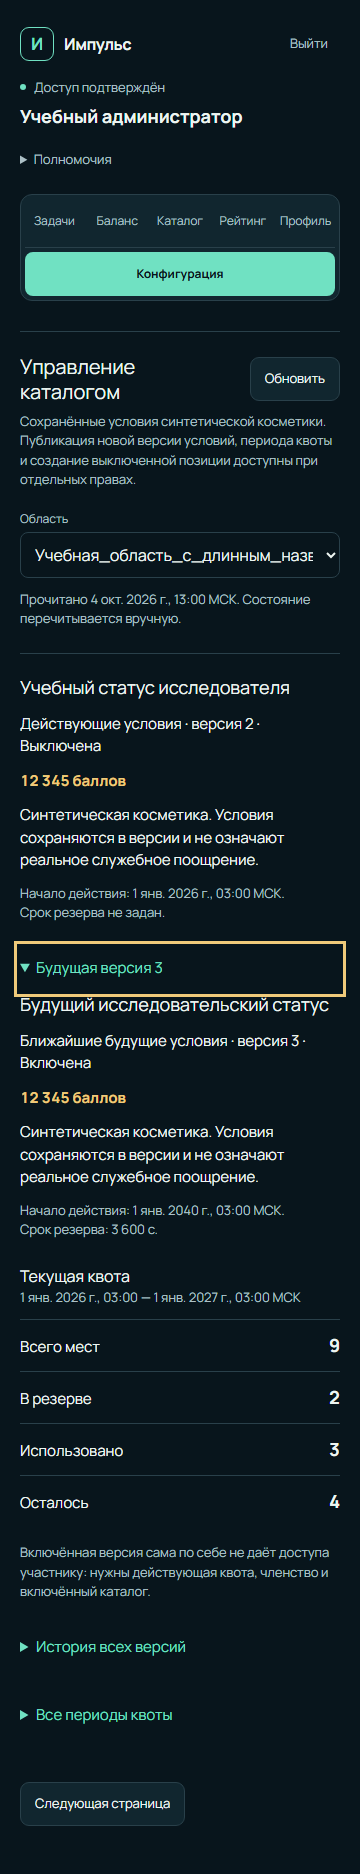 И Импульс Выйти
Доступ подтверждён
Учебный администратор
Полномочия
Задачи Баланс Каталог Рейтинг Профиль
Конфигурация
Управление
каталогом
Обновить
Сохранённые условия синтетической косметики.
Публикация новой версии условий, периода квоты
и создание выключенной позиции доступны при
отдельных правах.
Область
Учебная_область_с_длинным_назв
Прочитано 4 окт. 2026 г., 13:00 МСК. Состояние
перечитывается вручную.
Учебный статус исследователя
Действующие условия · версия 2 ·
Выключена
12 345 баллов
Синтетическая косметика. Условия
сохраняются в версии и не означают
реальное служебное поощрение.
Начало действия: 1 янв. 2026 г., 03:00 МСК.
Срок резерва не задан.
Будущая версия 3
Будущий исследовательский статус
Ближайшие будущие условия · версия 3 ·
Включена
12 345 баллов
Синтетическая косметика. Условия
сохраняются в версии и не означают
реальное служебное поощрение.
Начало действия: 1 янв. 2040 г., 03:00 МСК.
Срок резерва: 3 600 с.
Текущая квота
1 янв. 2026 г., 03:00 — 1 янв. 2027 г., 03:00 МСК
Всего мест 9
В резерве 2
Использовано 3
Осталось 4
Включённая версия сама по себе не даёт доступа
участнику: нужны действующая квота, членство и
включённый каталог.
История всех версий
Все периоды квоты
Следующая страница